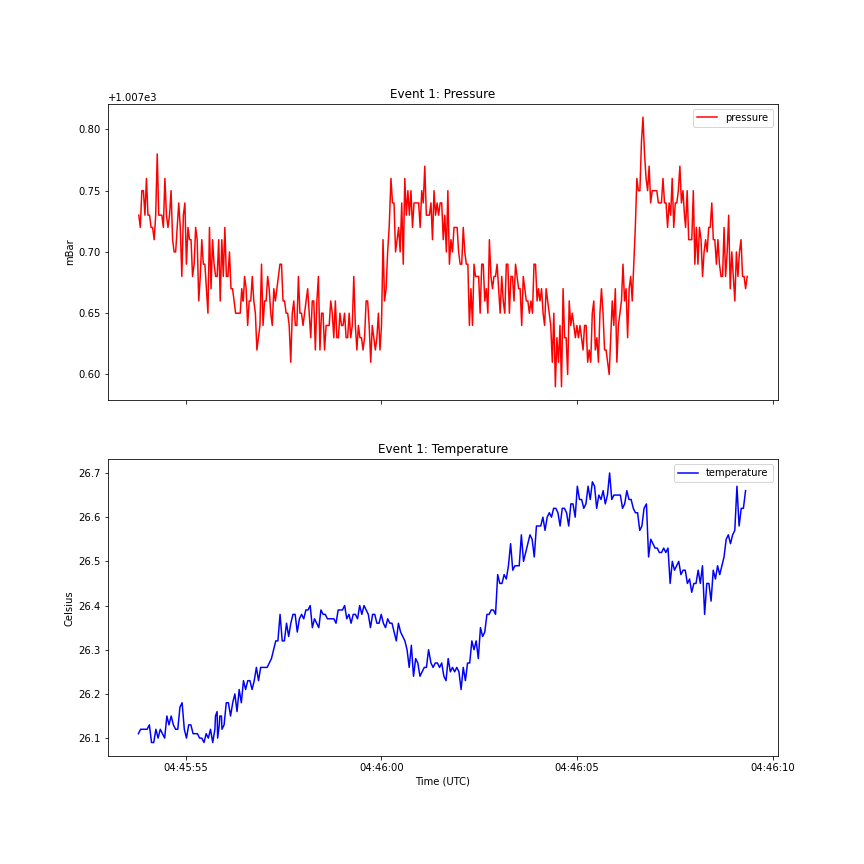 Event 1: Pressure
+1.007e3
pressure
0.80
0.75
0.70
0.65
0.60
mBar
Event 1: Temperature
temperature
26.7
26.6
26.5
26.4
26.3
26.2
26.1
Celsius
04:45:55 04:46:00 04:46:05 04:46:10
Time (UTC)